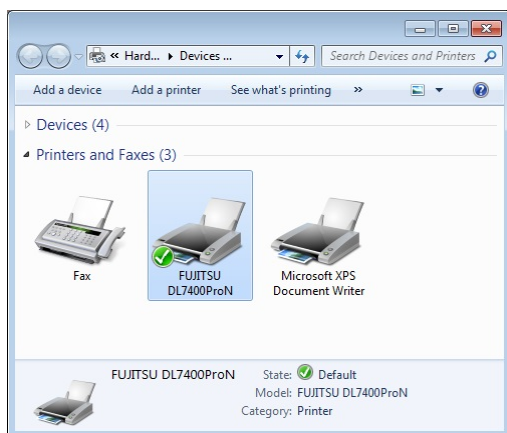 Hard... Devices ... Search Devices and Printers
Add a device Add a printer See what's printing »
Devices (4)
Printers and Faxes (3)
Fax
FUJITSU
DL7400ProN
Microsoft XPS
Document Writer
FUJITSU DL7400ProN State: Default
Model: FUJITSU DL7400ProN
Category: Printer